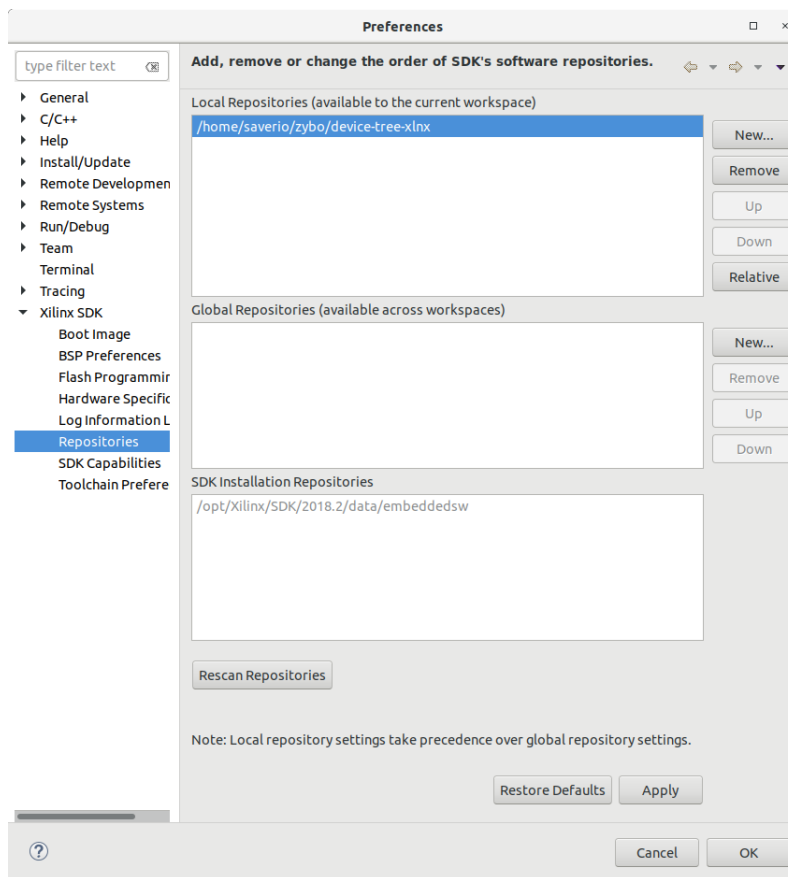 Preferences
type filter text
General
C/C++
Help
Install/Update
Remote Developmen
Remote Systems
Run/Debug
Team
Terminal
Tracing
Xilinx SDK
Boot Image
BSP Preferences
Flash Programmir
Hardware Specific
Log Information L
Repositories
SDK Capabilities
Toolchain Prefere
Add, remove or change the order of SDK's software repositories.
Local Repositories (available to the current workspace)
/home/saverio/zybo/device-tree-xlnx
New...
Remove
Up
Down
Relative
Global Repositories (available across workspaces)
New...
Remove
Up
Down
SDK Installation Repositories
/opt/Xilinx/SDK/2018.2/data/embeddedsw
Rescan Repositories
Note: Local repository settings take precedence over global repository settings.
Restore Defaults
Apply
?
Cancel
OK